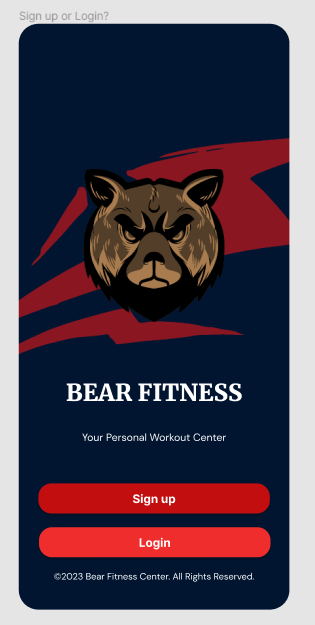 Sign up or Login?
BEAR FITNESS
Your Personal Workout Center
Sign up
Login
©2023 Bear Fitness Center. All Rights Reserved.